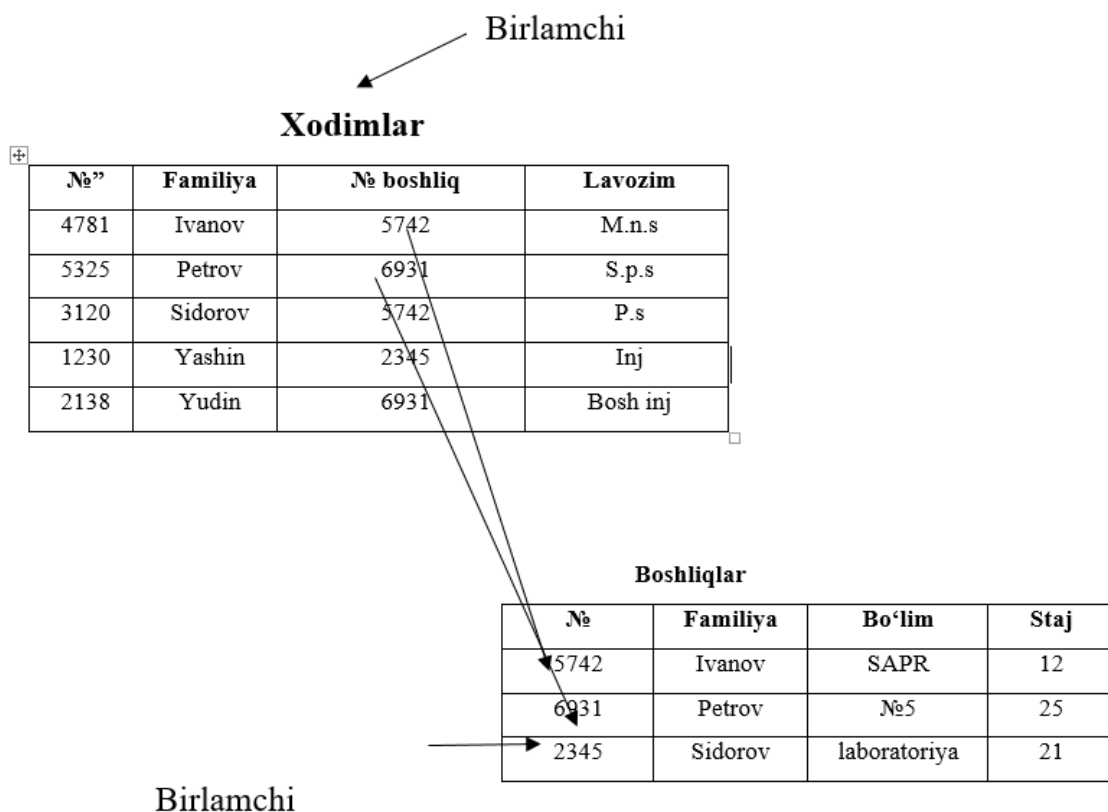 Birlamchi
Xodimlar
№” Familiya № boshliq Lavozim
4781 Ivanov 5742 M.n.s
5325 Petrov 6931 S.p.s
3120 Sidorov 5742 P.s
1230 Yashin 2345 Inj
2138 Yudin 6931 Bosh inj
Boshliqlar
№ Familiya Bo‘lim Staj
5742 Ivanov SAPR 12
6931 Petrov №5 25
2345 Sidorov laboratoriya 21
Birlamchi